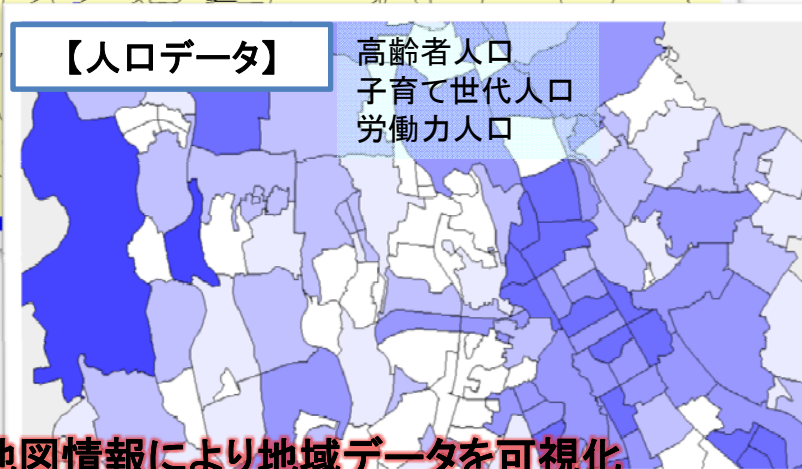 【人口データ】
高齢者人口
子育て世代人口
労働力人口
地図情報により地域データを可視化